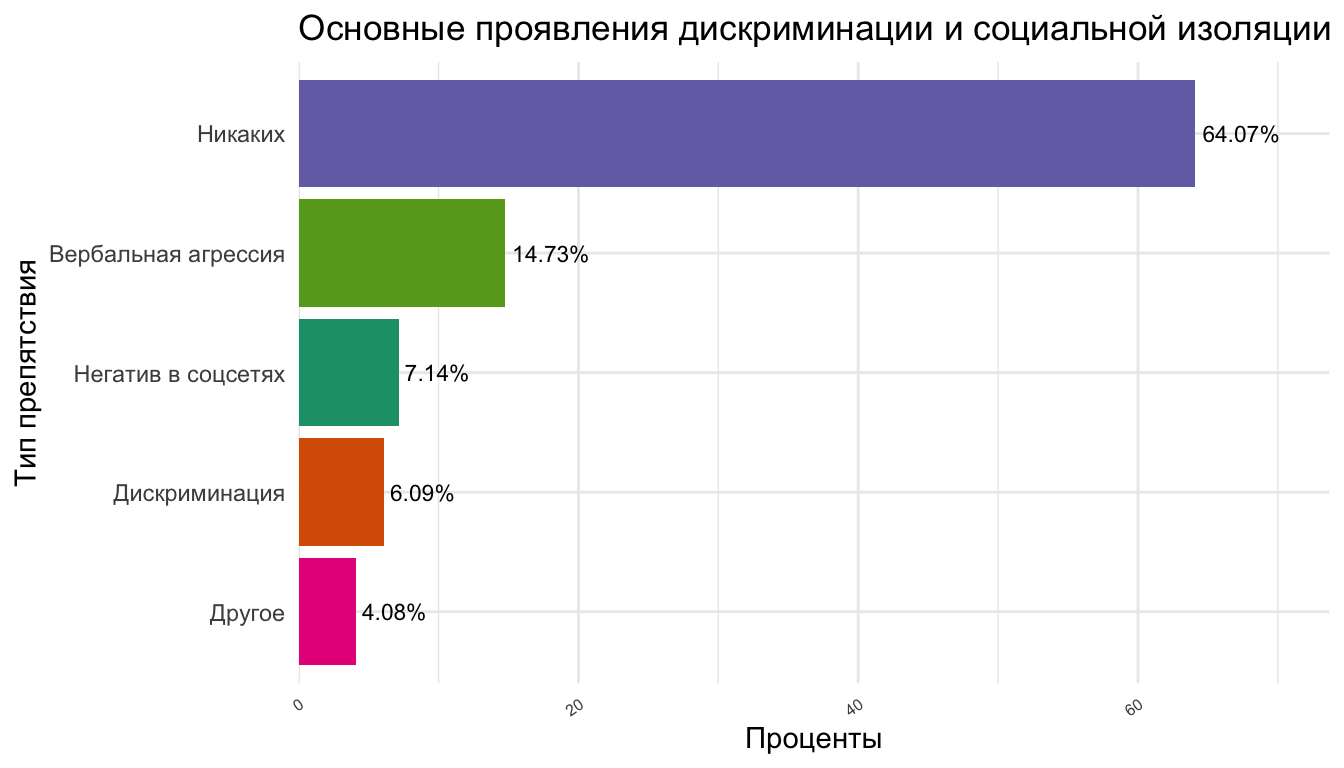 Основные проявления дискриминации и социальной изоляции
Никаких
64.07%
Вербальная агрессия
14.73%
Негатив в соцсетях
7.14%
Дискриминация
6.09%
Другое
4.08%
Тип препятствия
0
20
40
60
Проценты